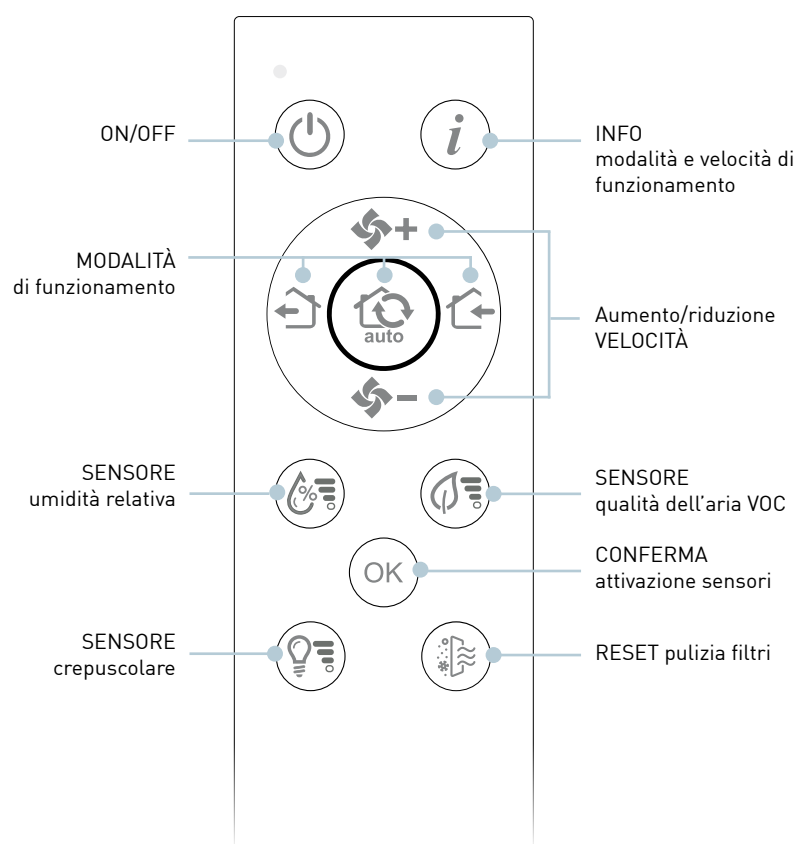 ON/OFF
INFO
modalità e velocità di
funzionamento
MODALITÀ
di funzionamento
auto
Aumento/riduzione
VELOCITÀ
SENSORE
umidità relativa
%
SENSORE
qualità dell’aria VOC
OK
CONFERMA
attivazione sensori
SENSORE
crepuscolare
RESET pulizia filtri
i
+
−